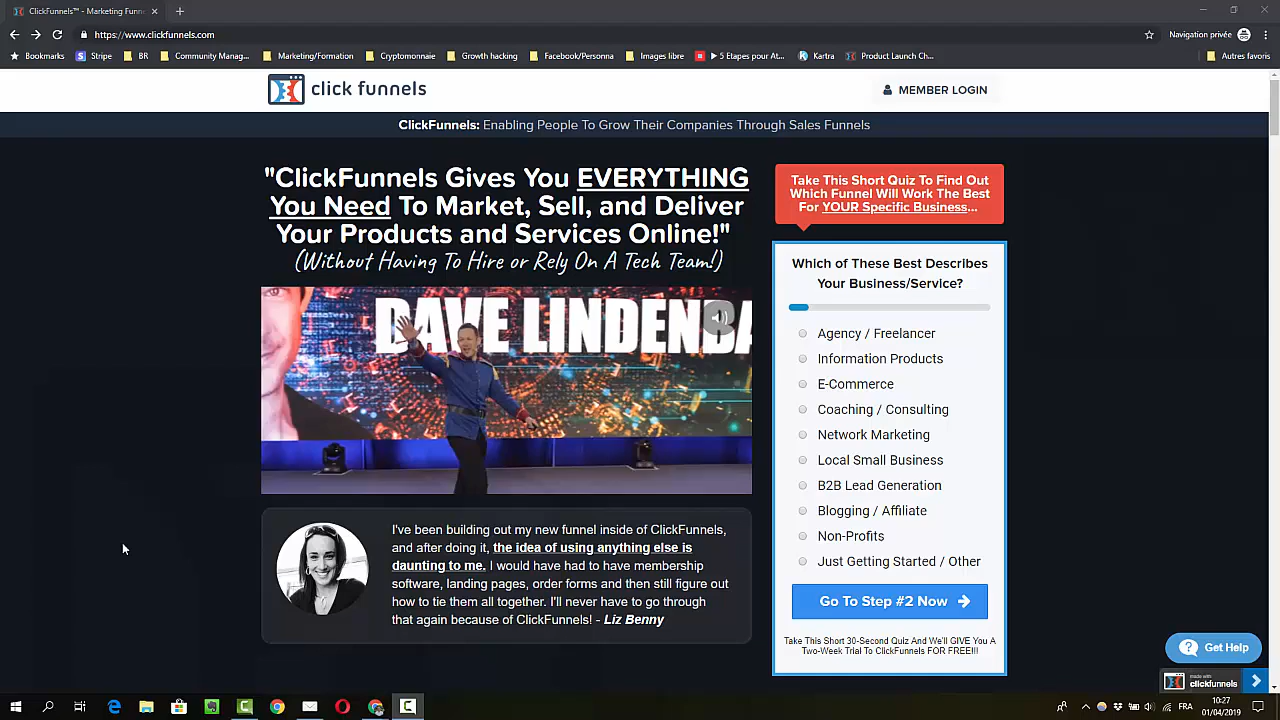 ClickFunnels™ - Marketing Funn
https://www.clickfunnels.com
Navigation privée
Bookmarks
Stripe
BR
Community Manag...
Marketing/Formation
Cryptomonnaie
Growth hacking
Facebook/Personna
Images libre
▶ 5 Etapes pour At...
Kartra
Product Launch Ch...
Autres favoris
click funnels
MEMBER LOGIN
ClickFunnels: Enabling People To Grow Their Companies Through Sales Funnels
"ClickFunnels Gives You EVERYTHING
You Need To Market, Sell, and Deliver
Your Products and Services Online!"
(Without Having To Hire or Rely On A Tech Team!)
DAVE LINDENBA
I've been building out my new funnel inside of ClickFunnels,
and after doing it, the idea of using anything else is
daunting to me. I would have had to have membership
software, landing pages, order forms and then still figure out
how to tie them all together. I'll never have to go through
that again because of ClickFunnels! - Liz Benny
Take This Short Quiz To Find Out
Which Funnel Will Work The Best
For YOUR Specific Business...
Which of These Best Describes
Your Business/Service?
Agency / Freelancer
Information Products
E-Commerce
Coaching / Consulting
Network Marketing
Local Small Business
B2B Lead Generation
Blogging / Affiliate
Non-Profits
Just Getting Started / Other
Go To Step #2 Now
Take This Short 30-Second Quiz And We'll GIVE You A
Two-Week Trial To ClickFunnels FOR FREE!!!
Get Help
made with
clickfunnels
FRA
10:27
01/04/2019